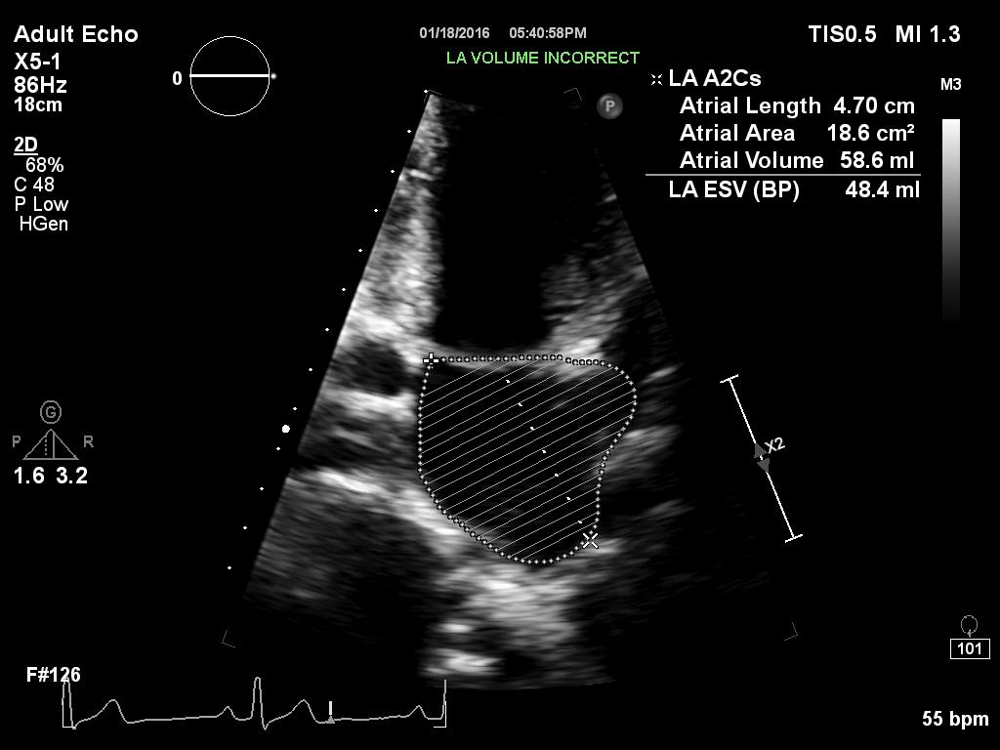 Adult Echo
X5-1
86Hz
18cm
0
2D
68%
C 48
P Low
HGen
01/18/2016 05:40:58PM
LA VOLUME INCORRECT
TIS0.5 MI 1.3
P
M3
LA A2Cs
Atrial Length 4.70 cm
Atrial Area 18.6 cm²
Atrial Volume 58.6 ml
LA ESV (BP) 48.4 ml
G
P R
1.6 3.2
X2
101
F#126
55 bpm